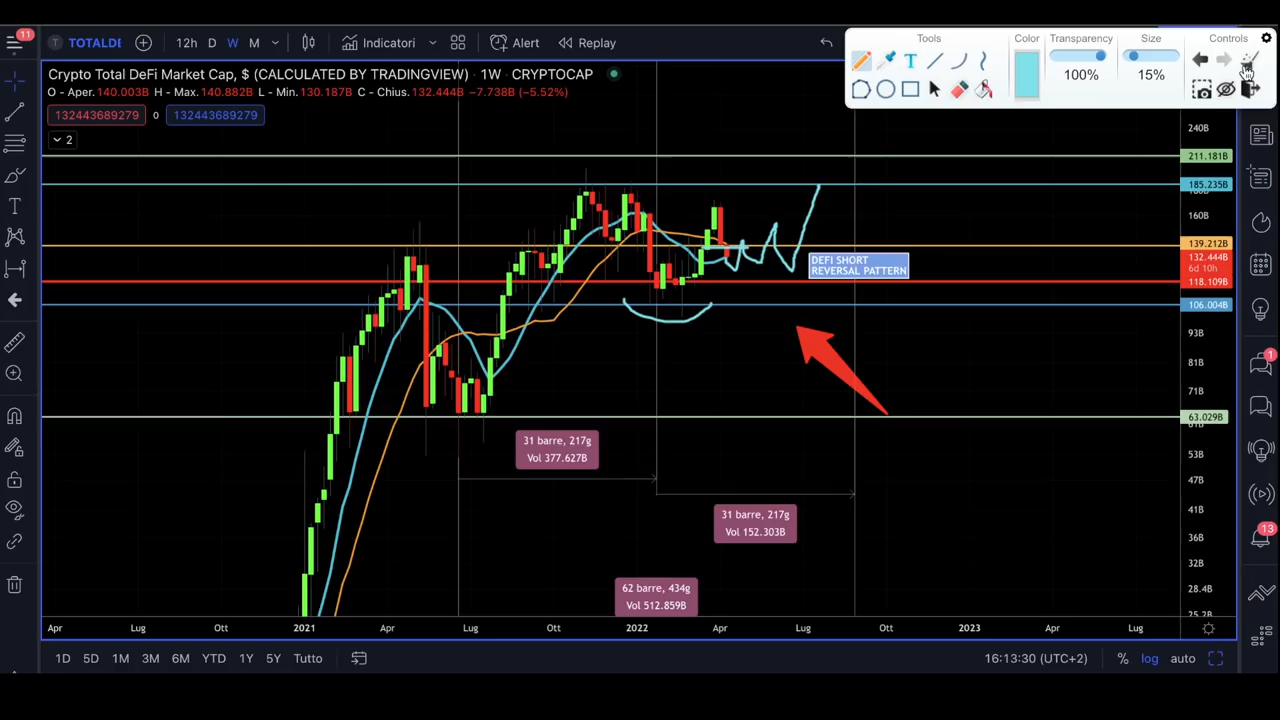 11
T TOTALDE
12h D W M
Indicatori
Alert
Replay
Tools
Color
Transparency
100%
Size
15%
Controls
Crypto Total DeFi Market Cap, $ (CALCULATED BY TRADINGVIEW) · 1W · CRYPTOCAP
O - Aper. 140.003B H - Max. 140.882B L - Min. 130.187B C - Chius. 132.444B -7.738B (-5.52%)
132443689279 0 132443689279
2
240B
211.181B
185.235B
160B
139.212B
132.444B
6d 10h
118.109B
106.004B
93B
81B
71B
63.029B
53B
47B
41B
36B
32B
28.4B
25.2B
DEFI SHORT
REVERSAL PATTERN
31 barre, 217g
Vol 377.627B
31 barre, 217g
Vol 152.303B
62 barre, 434g
Vol 512.859B
1
13
Apr Lug Ott 2021 Apr Lug Ott 2022 Apr Lug Ott 2023 Apr Lug
1D 5D 1M 3M 6M YTD 1Y 5Y Tutto
16:13:30 (UTC+2) % log auto